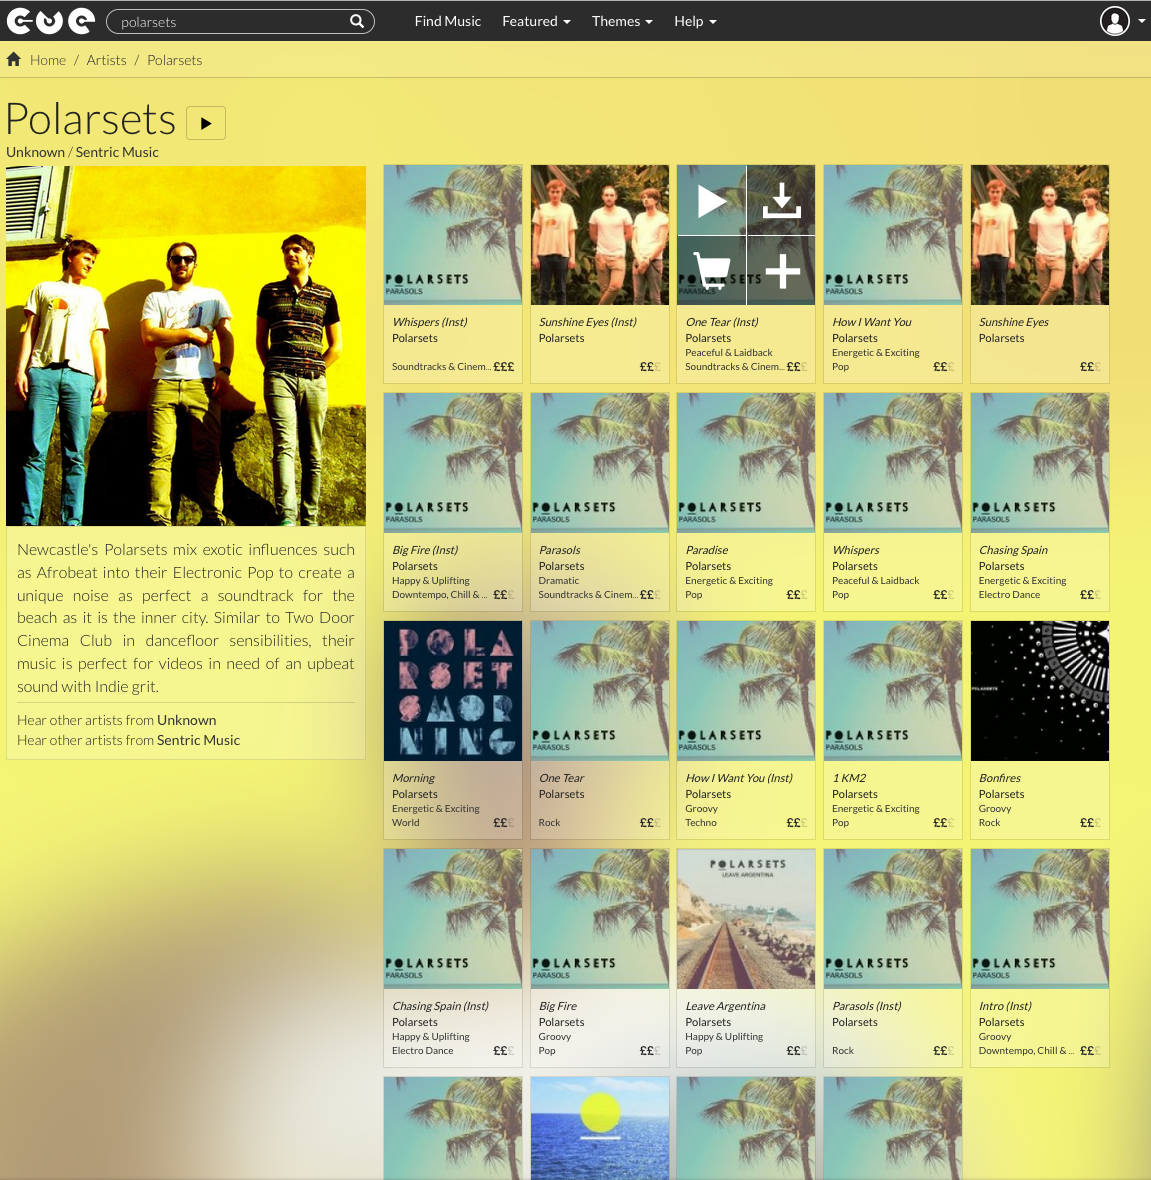 cue
polarsets
Find Music
Featured
Themes
Help
Home / Artists / Polarsets
Polarsets
Unknown / Sentric Music
Newcastle's Polarsets mix exotic influences such
as Afrobeat into their Electronic Pop to create a
unique noise as perfect a soundtrack for the
beach as it is the inner city. Similar to Two Door
Cinema Club in dancefloor sensibilities, their
music is perfect for videos in need of an upbeat
sound with Indie grit.
Hear other artists from Unknown
Hear other artists from Sentric Music
POLARSETS
PARASOLS
Whispers (Inst)
Polarsets
Soundtracks & Cinem... £££
Sunshine Eyes (Inst)
Polarsets
£££
POLARSETS
One Tear (Inst)
Polarsets
Peaceful & Laidback
Soundtracks & Cinem... £££
POLARSETS
PARASOLS
How I Want You
Polarsets
Energetic & Exciting
Pop £££
Sunshine Eyes
Polarsets
£££
POLARSETS
PARASOLS
Big Fire (Inst)
Polarsets
Happy & Uplifting
Downtempo, Chill & ... £££
POLARSETS
PARASOLS
Parasols
Polarsets
Dramatic
Soundtracks & Cinem... £££
POLARSETS
PARASOLS
Paradise
Polarsets
Energetic & Exciting
Pop £££
POLARSETS
PARASOLS
Whispers
Polarsets
Peaceful & Laidback
Pop £££
POLARSETS
PARASOLS
Chasing Spain
Polarsets
Energetic & Exciting
Electro Dance £££
POLA
RSET
SMOR
NING
Morning
Polarsets
Energetic & Exciting
World £££
POLARSETS
PARASOLS
One Tear
Polarsets
Rock £££
POLARSETS
PARASOLS
How I Want You (Inst)
Polarsets
Groovy
Techno £££
POLARSETS
PARASOLS
1 KM2
Polarsets
Energetic & Exciting
Pop £££
POLARSETS
Bonfires
Polarsets
Groovy
Rock £££
POLARSETS
PARASOLS
Chasing Spain (Inst)
Polarsets
Happy & Uplifting
Electro Dance £££
POLARSETS
PARASOLS
Big Fire
Polarsets
Groovy
Pop £££
POLARSETS
LEAVE ARGENTINA
Leave Argentina
Polarsets
Happy & Uplifting
Pop £££
POLARSETS
PARASOLS
Parasols (Inst)
Polarsets
Rock £££
POLARSETS
PARASOLS
Intro (Inst)
Polarsets
Groovy
Downtempo, Chill & ... £££